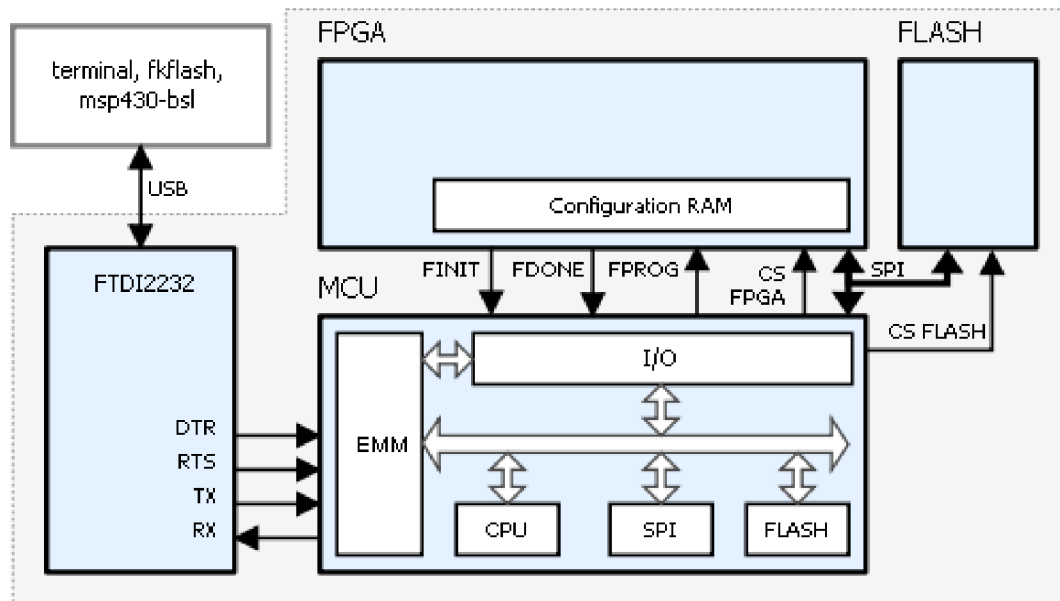 FPGA
FLASH
terminal, fkflash,
msp430-bsl
USB
Configuration RAM
FTDI2232
FINIT
FDONE
FPROG
CS
FPGA
SPI
MCU
CS FLASH
I/O
EMM
DTR
RTS
TX
RX
CPU
SPI
FLASH